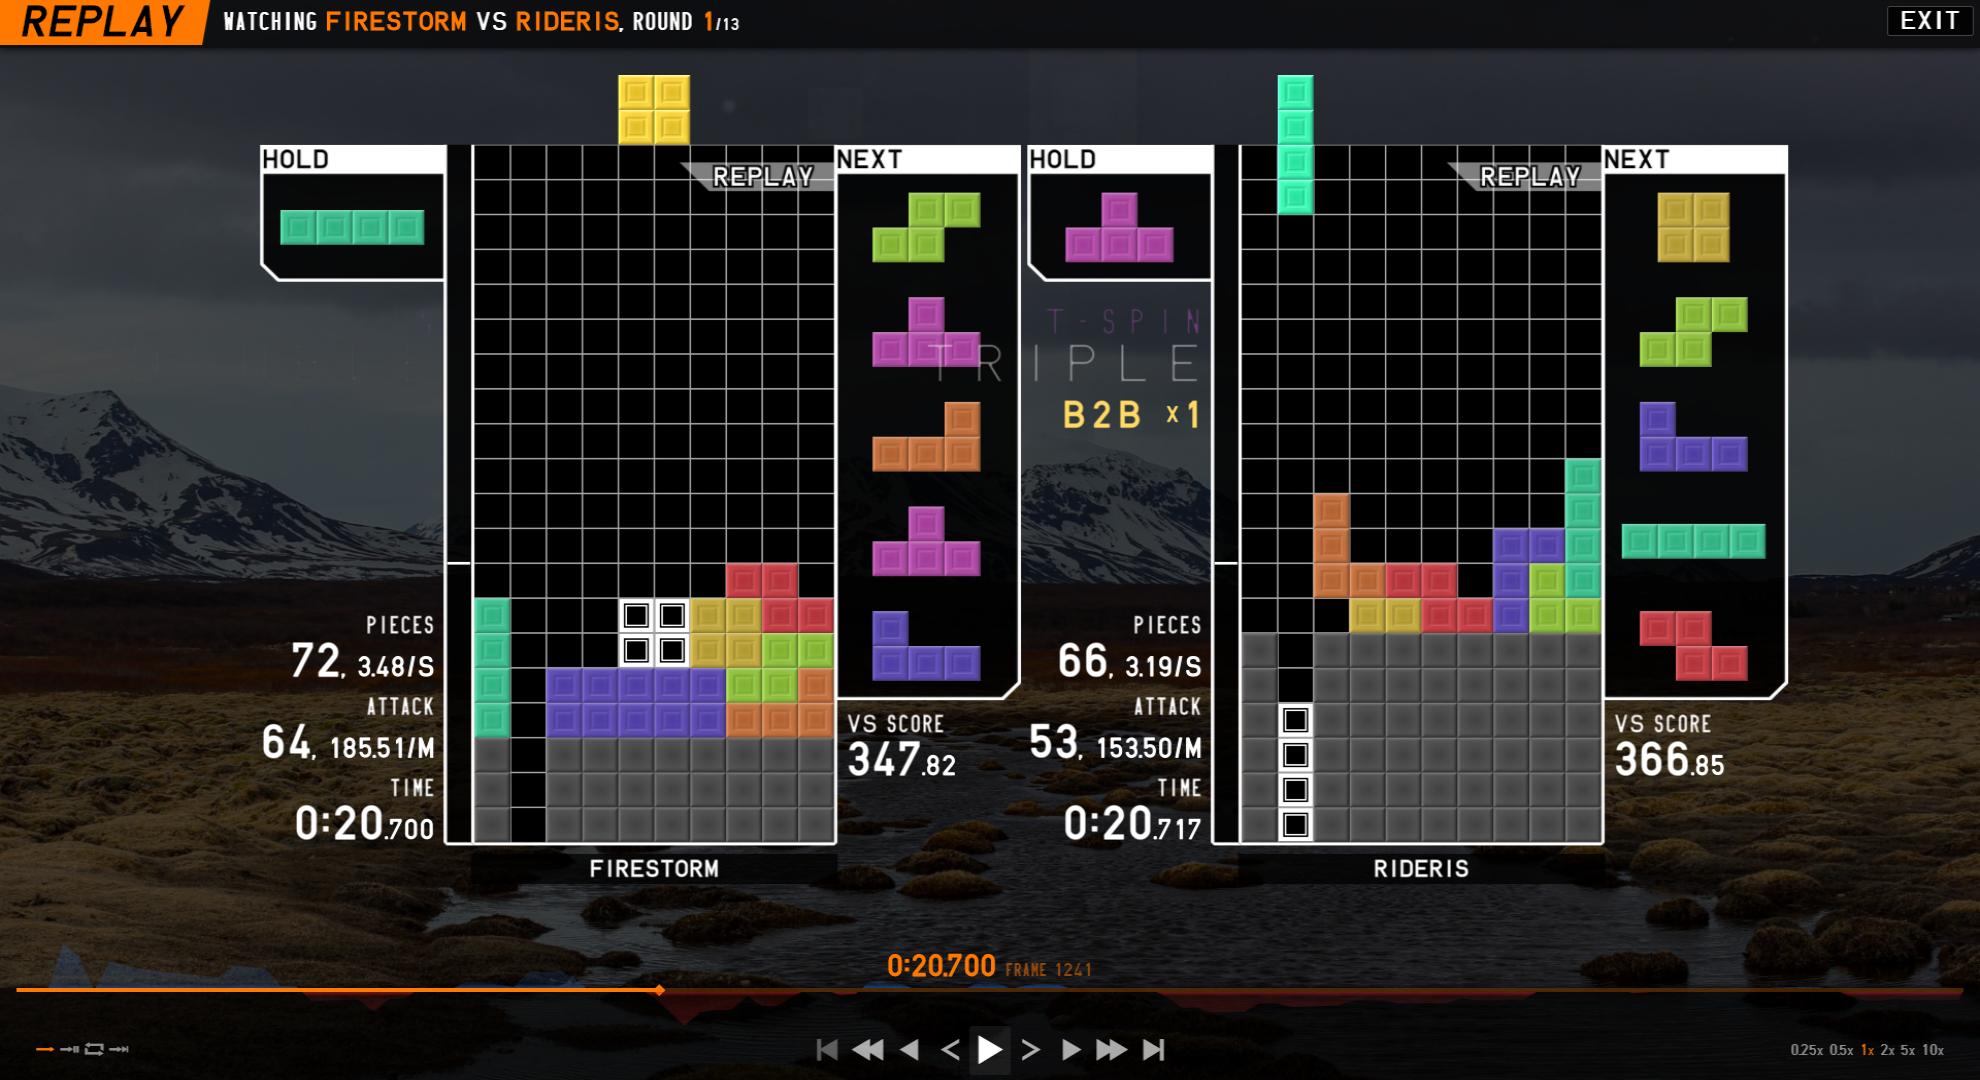 REPLAY
WATCHING FIRESTORM VS RIDERIS, ROUND 1/13
EXIT
HOLD
REPLAY
NEXT
PIECES
72, 3.48/S
ATTACK
64, 185.51/M
TIME
0:20.700
VS SCORE
347.82
FIRESTORM
HOLD
REPLAY
NEXT
T-SPIN
TRIPLE
B2B x1
PIECES
66, 3.19/S
ATTACK
53, 153.50/M
TIME
0:20.717
VS SCORE
366.85
RIDERIS
0:20.700 FRAME 1241
0.25x 0.5x 1x 2x 5x 10x